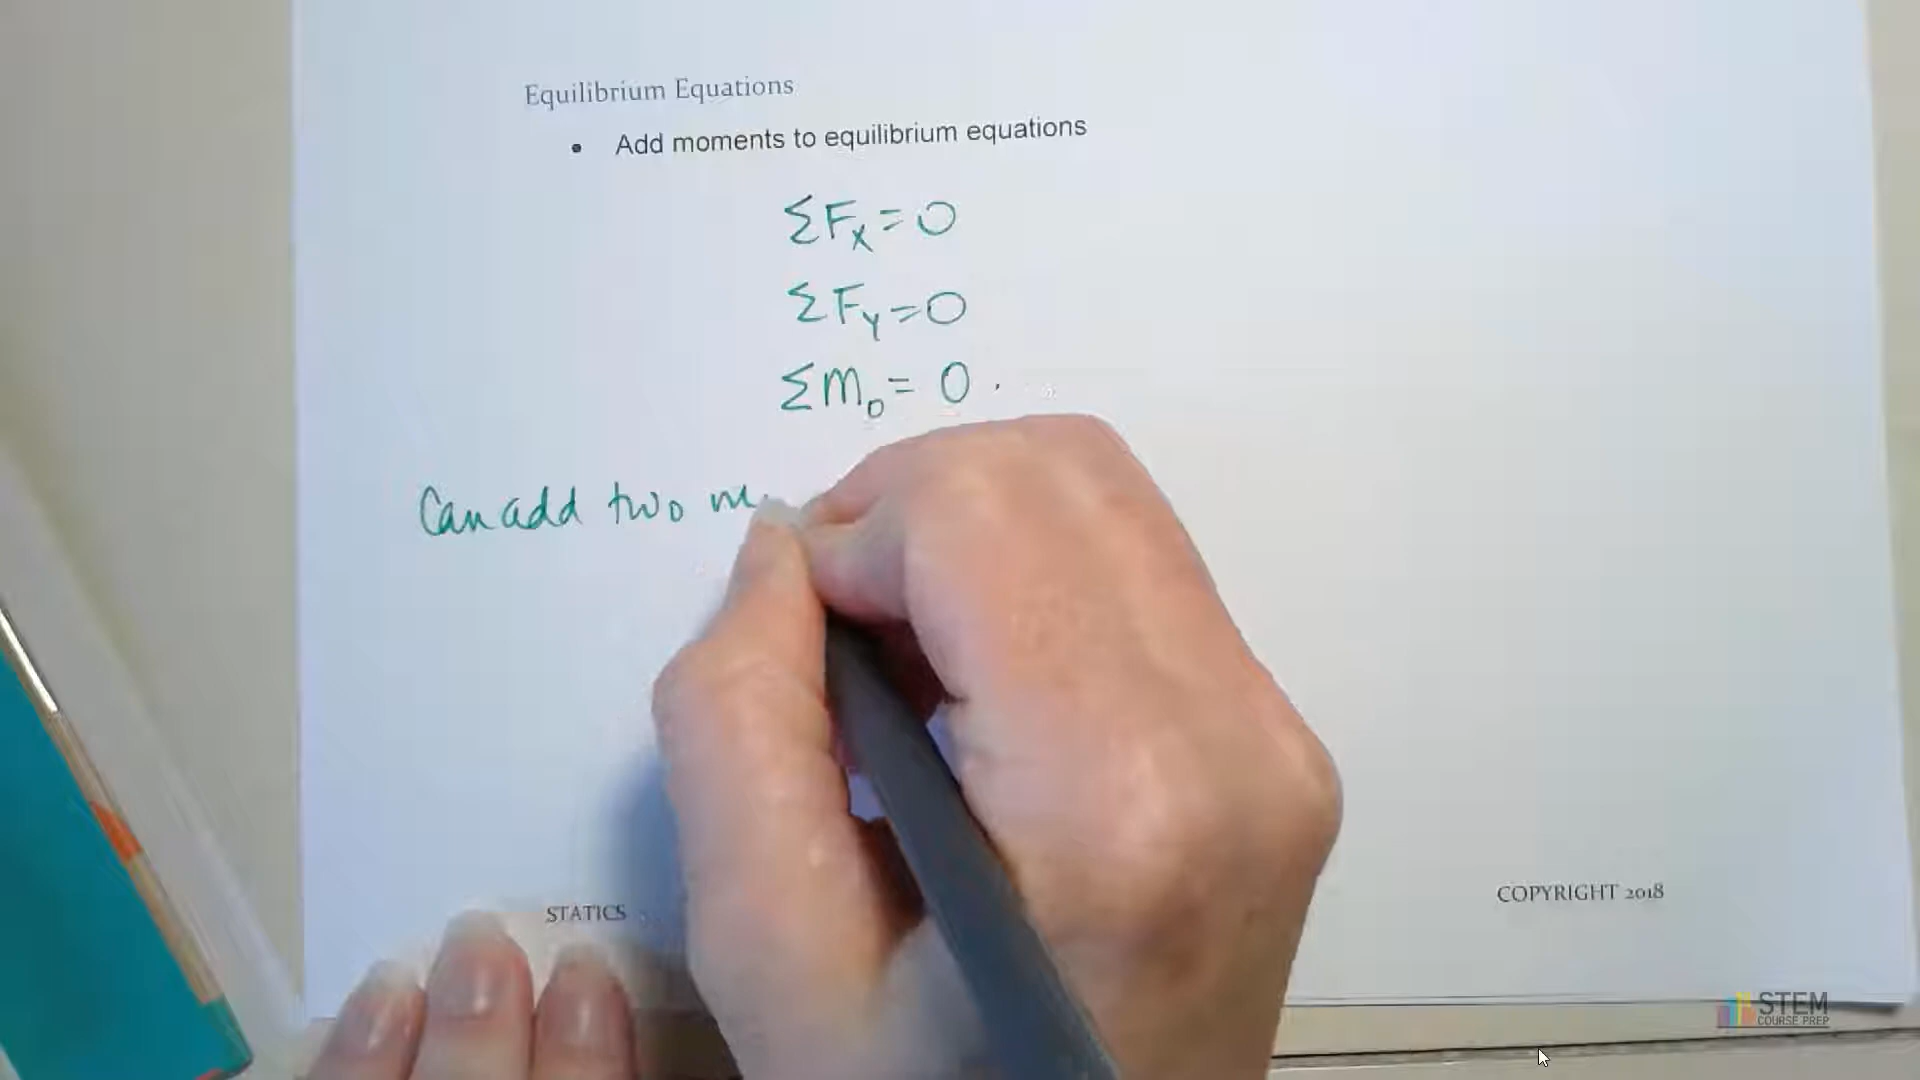 Equilibrium Equations
• Add moments to equilibrium equations
ΣFx=0
ΣFy=0
ΣMo=0
Can add two
STATICS
COPYRIGHT 2018
STEM
COURSE PREP